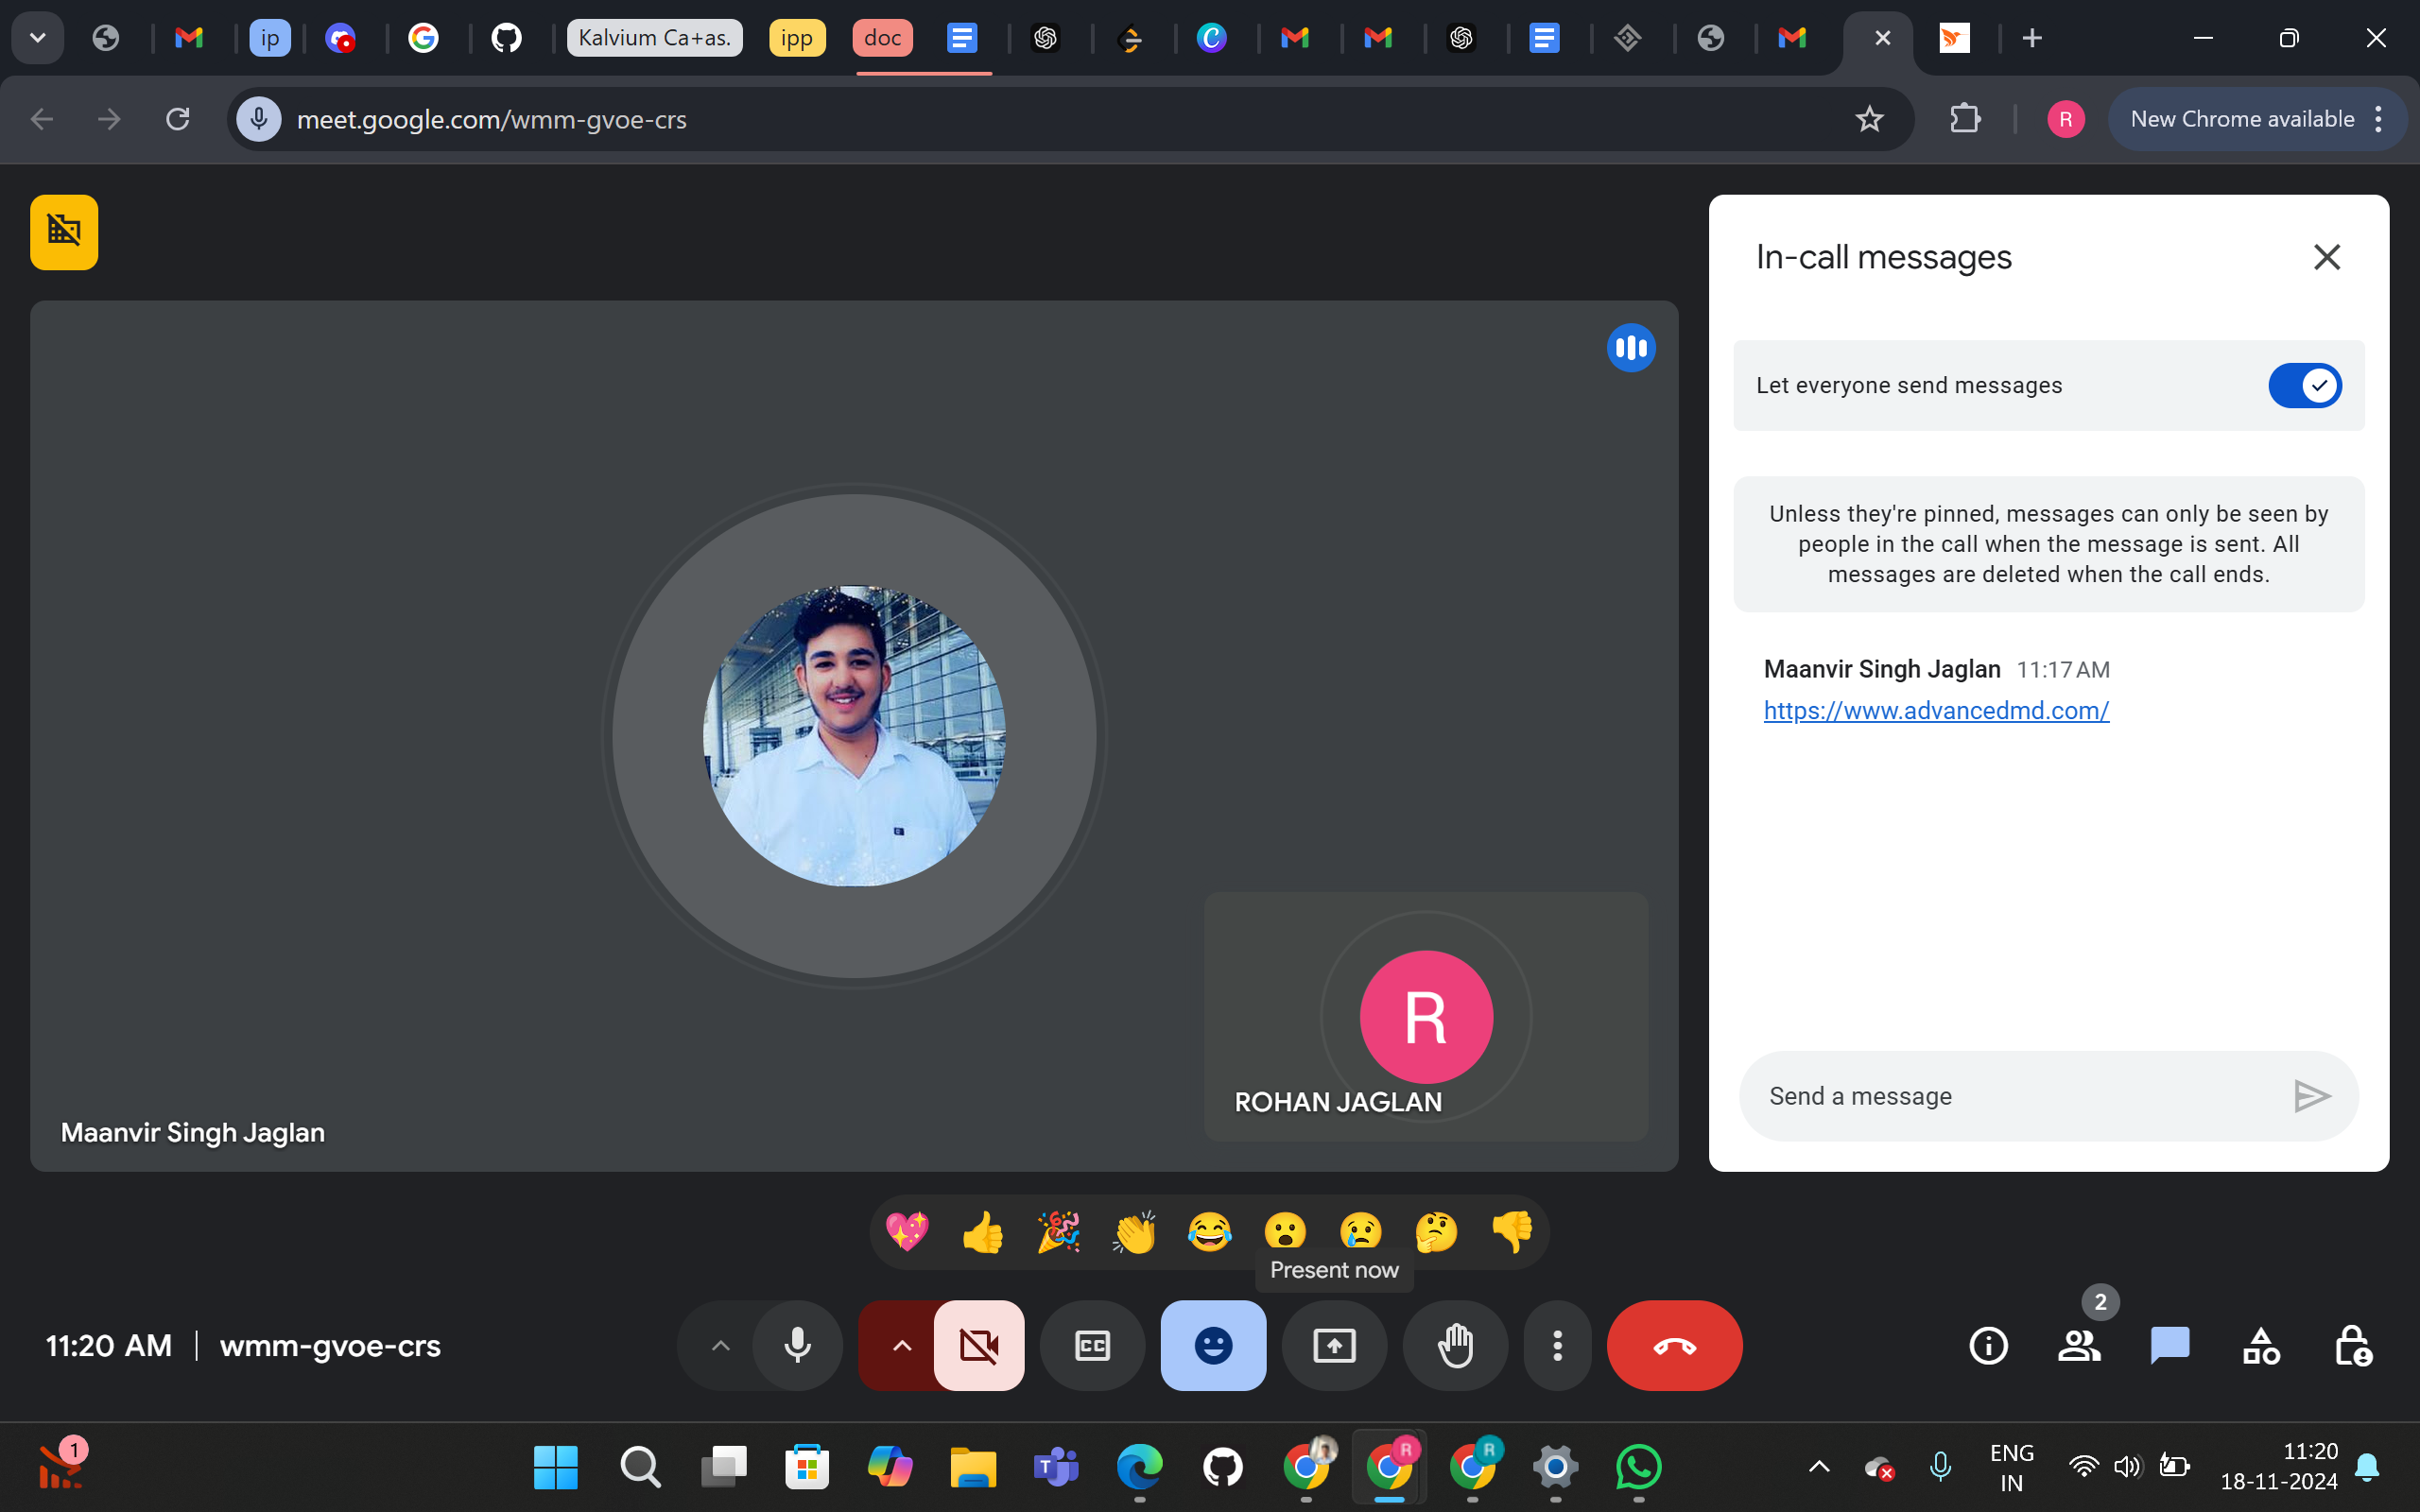 ip
Kalvium Ca+as.
ipp
doc
meet.google.com/wmm-gvoe-crs
R
New Chrome available
In-call messages
Let everyone send messages
Unless they're pinned, messages can only be seen by
people in the call when the message is sent. All
messages are deleted when the call ends.
Maanvir Singh Jaglan 11:17 AM
https://www.advancedmd.com/
R
ROHAN JAGLAN
Maanvir Singh Jaglan
Send a message
Present now
11:20 AM
wmm-gvoe-crs
CC
2
1
T
R
R
ENG
IN
11:20
18-11-2024